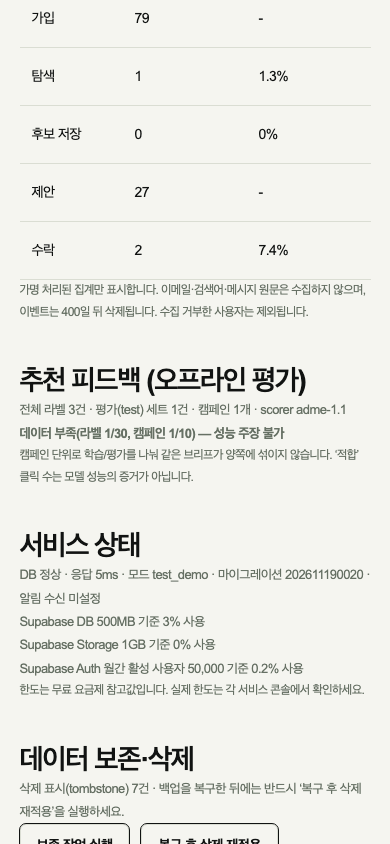 가입 79 -
탐색 1 1.3%
후보 저장 0 0%
제안 27 -
수락 2 7.4%
가명 처리된 집계만 표시합니다. 이메일·검색어·메시지 원문은 수집하지 않으며,
이벤트는 400일 뒤 삭제됩니다. 수집 거부한 사용자는 제외됩니다.
추천 피드백 (오프라인 평가)
전체 라벨 3건 · 평가(test) 세트 1건 · 캠페인 1개 · scorer adme-1.1
데이터 부족(라벨 1/30, 캠페인 1/10) — 성능 주장 불가
캠페인 단위로 학습/평가를 나눠 같은 브리프가 양쪽에 섞이지 않습니다. ‘적합’
클릭 수는 모델 성능의 증거가 아닙니다.
서비스 상태
DB 정상 · 응답 5ms · 모드 test_demo · 마이그레이션 202611190020 ·
알림 수신 미설정
Supabase DB 500MB 기준 3% 사용
Supabase Storage 1GB 기준 0% 사용
Supabase Auth 월간 활성 사용자 50,000 기준 0.2% 사용
한도는 무료 요금제 참고값입니다. 실제 한도는 각 서비스 콘솔에서 확인하세요.
데이터 보존·삭제
삭제 표시(tombstone) 7건 · 백업을 복구한 뒤에는 반드시 ‘복구 후 삭제
재적용’을 실행하세요.
보존 작업 실행 복구 후 삭제 재적용